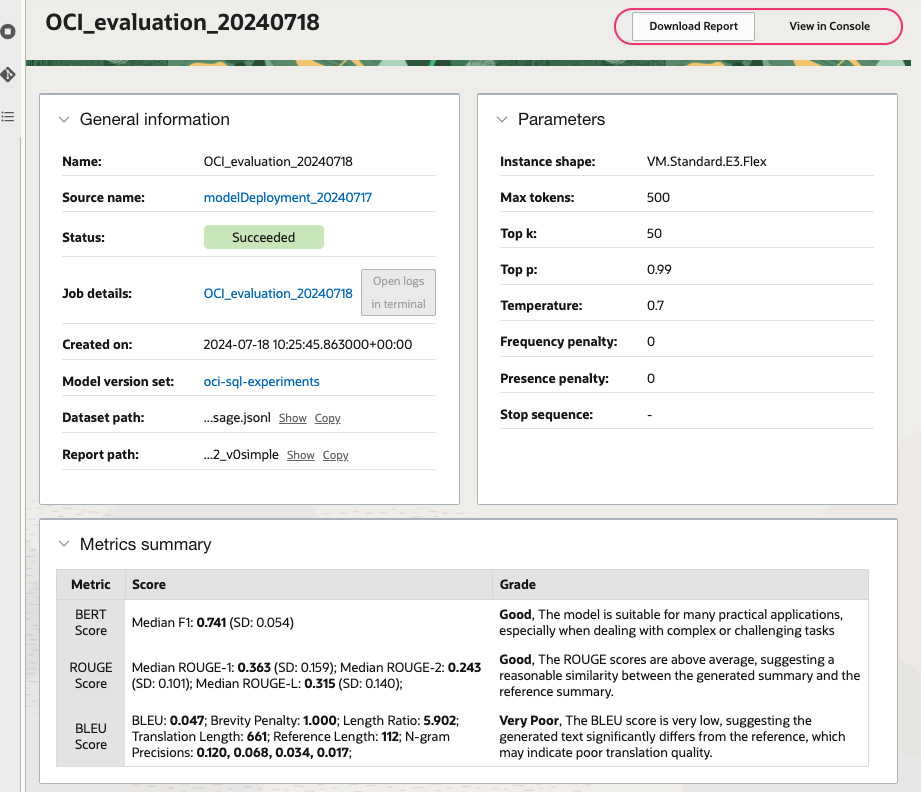 OCI_evaluation_20240718
Download Report
View in Console
General information
Name: OCI_evaluation_20240718
Source name: modelDeployment_20240717
Status: Succeeded
Job details: OCI_evaluation_20240718
Open logs
in terminal
Created on: 2024-07-18 10:25:45.863000+00:00
Model version set: oci-sql-experiments
Dataset path: ...sage.jsonl Show Copy
Report path: ...2_v0simple Show Copy
Parameters
Instance shape: VM.Standard.E3.Flex
Max tokens: 500
Top k: 50
Top p: 0.99
Temperature: 0.7
Frequency penalty: 0
Presence penalty: 0
Stop sequence: -
Metrics summary
Metric Score Grade
BERT
Score
Median F1: 0.741 (SD: 0.054)
Good, The model is suitable for many practical applications,
especially when dealing with complex or challenging tasks
ROUGE
Score
Median ROUGE-1: 0.363 (SD: 0.159); Median ROUGE-2: 0.243
(SD: 0.101); Median ROUGE-L: 0.315 (SD: 0.140);
Good, The ROUGE scores are above average, suggesting a
reasonable similarity between the generated summary and the
reference summary.
BLEU
Score
BLEU: 0.047; Brevity Penalty: 1.000; Length Ratio: 5.902;
Translation Length: 661; Reference Length: 112; N-gram
Precisions: 0.120, 0.068, 0.034, 0.017;
Very Poor, The BLEU score is very low, suggesting the
generated text significantly differs from the reference, which
may indicate poor translation quality.